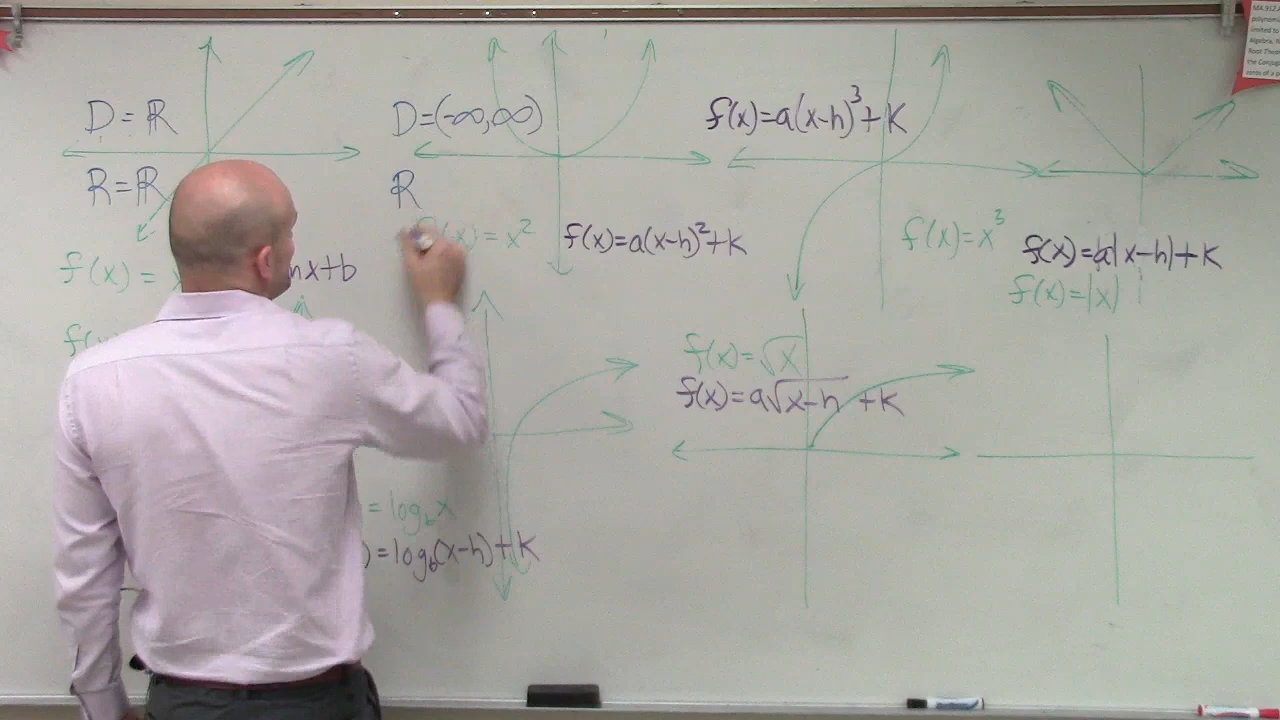 D = ℝ
R = ℝ
f(x) =
mx+b
D=(-∞,∞)
R
f(x) = x²
f(x)=a(x-h)²+k
f(x)=a(x-h)³+k
f(x)=x³
f(x)=a|x-h|+k
f(x)=|x|
= log_b x
)=log_b(x-h)+k
f(x)=√x
f(x)=a√x-h +k